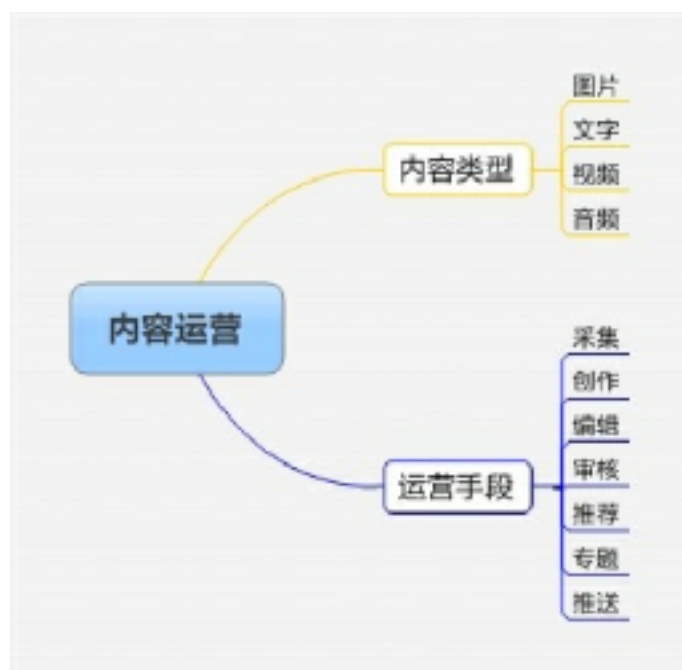 内容运营
内容类型
图片
文字
视频
音频
运营手段
采集
创作
编辑
审核
推荐
专题
推送